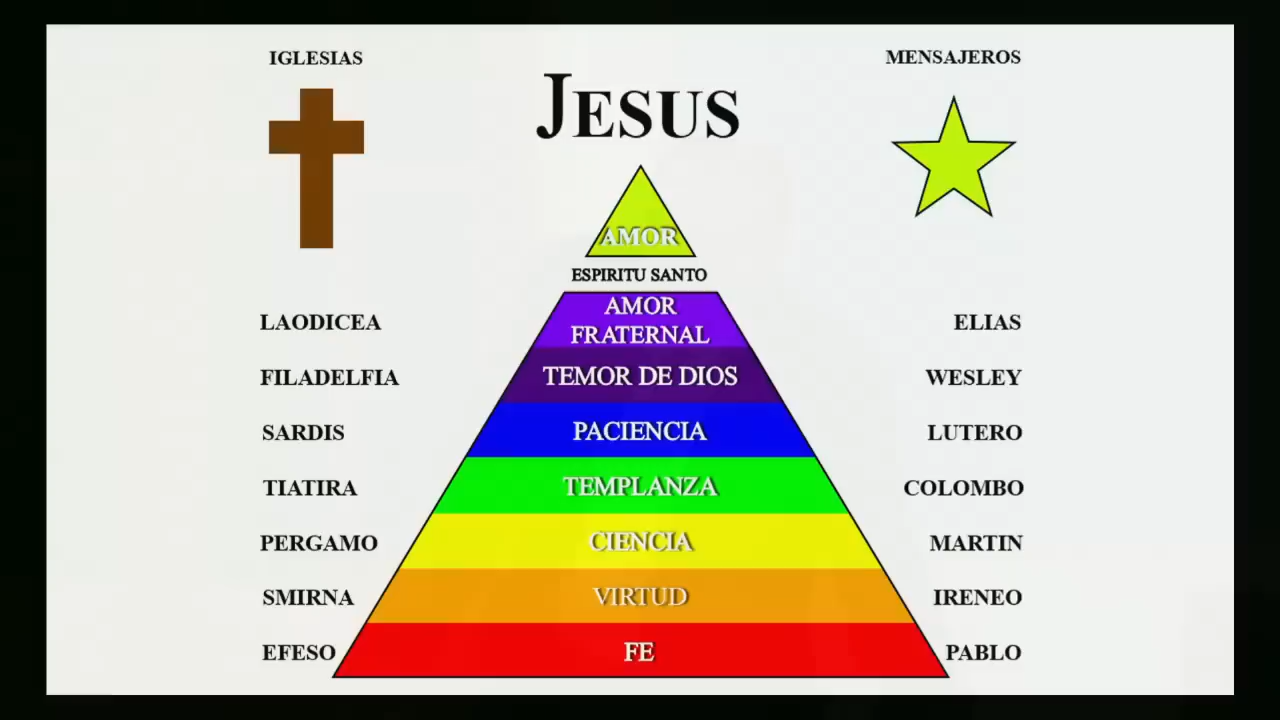 IGLESIAS
MENSAJEROS
JESUS
AMOR
ESPIRITU SANTO
AMOR
FRATERNAL
LAODICEA
ELIAS
TEMOR DE DIOS
FILADELFIA
WESLEY
PACIENCIA
SARDIS
LUTERO
TEMPLANZA
TIATIRA
COLOMBO
CIENCIA
PERGAMO
MARTIN
VIRTUD
SMIRNA
IRENEO
FE
EFESO
PABLO